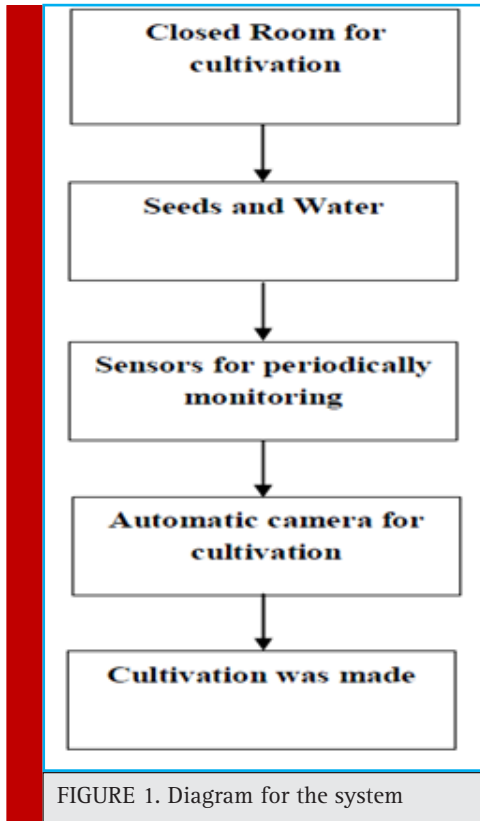 Closed Room for
cultivation
Seeds and Water
Sensors for periodically
monitoring
Automatic camera for
cultivation
Cultivation was made
FIGURE 1. Diagram for the system